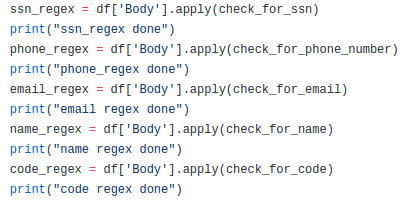 ssn_regex = df['Body'].apply(check_for_ssn)
print("ssn_regex done")
phone_regex = df['Body'].apply(check_for_phone_number)
print("phone_regex done")
email_regex = df['Body'].apply(check_for_email)
print("email regex done")
name_regex = df['Body'].apply(check_for_name)
print("name regex done")
code_regex = df['Body'].apply(check_for_code)
print("code regex done")